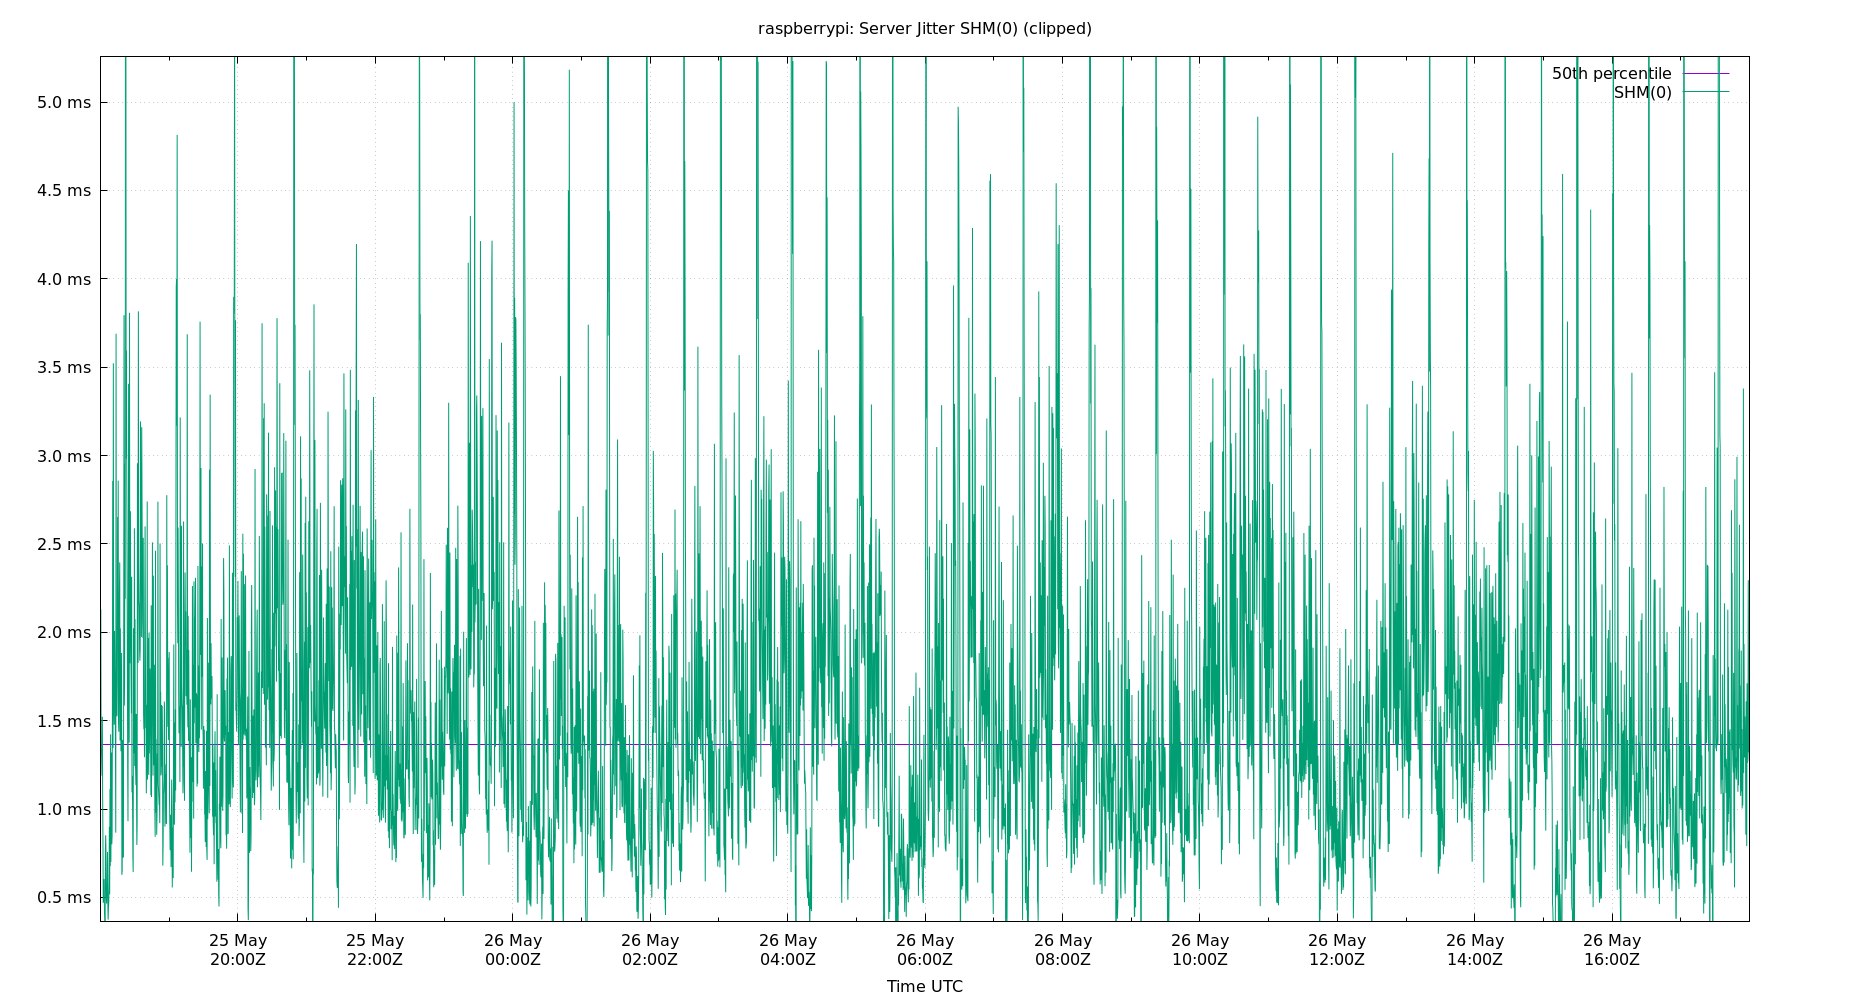 raspberrypi: Server Jitter SHM(0) (clipped)
50th percentile
SHM(0)
5.0 ms
4.5 ms
4.0 ms
3.5 ms
3.0 ms
2.5 ms
2.0 ms
1.5 ms
1.0 ms
0.5 ms
25 May 25 May 26 May 26 May 26 May 26 May 26 May 26 May 26 May 26 May 26 May
20:00Z 22:00Z 00:00Z 02:00Z 04:00Z 06:00Z 08:00Z 10:00Z 12:00Z 14:00Z 16:00Z
Time UTC